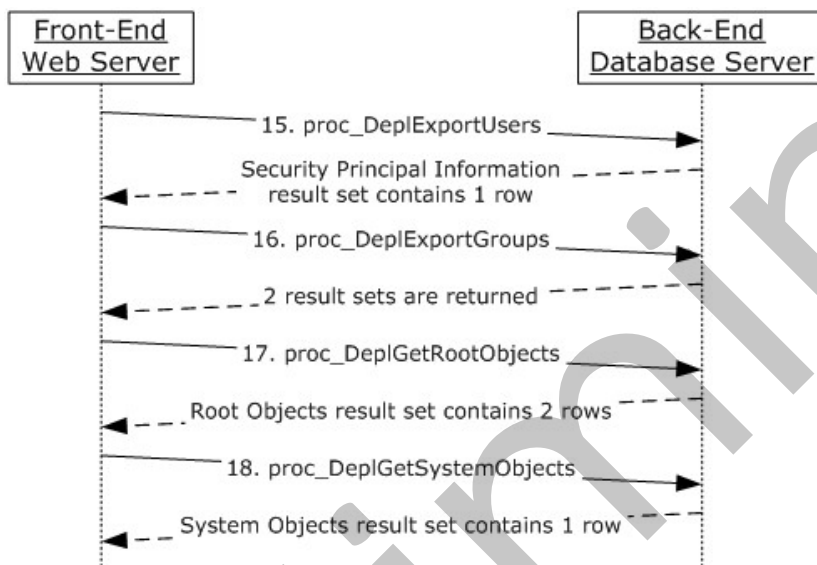 Front-End
Web Server
Back-End
Database Server
15. proc_DeplExportUsers
Security Principal Information
result set contains 1 row
16. proc_DeplExportGroups
2 result sets are returned
17. proc_DeplGetRootObjects
Root Objects result set contains 2 rows
18. proc_DeplGetSystemObjects
System Objects result set contains 1 row